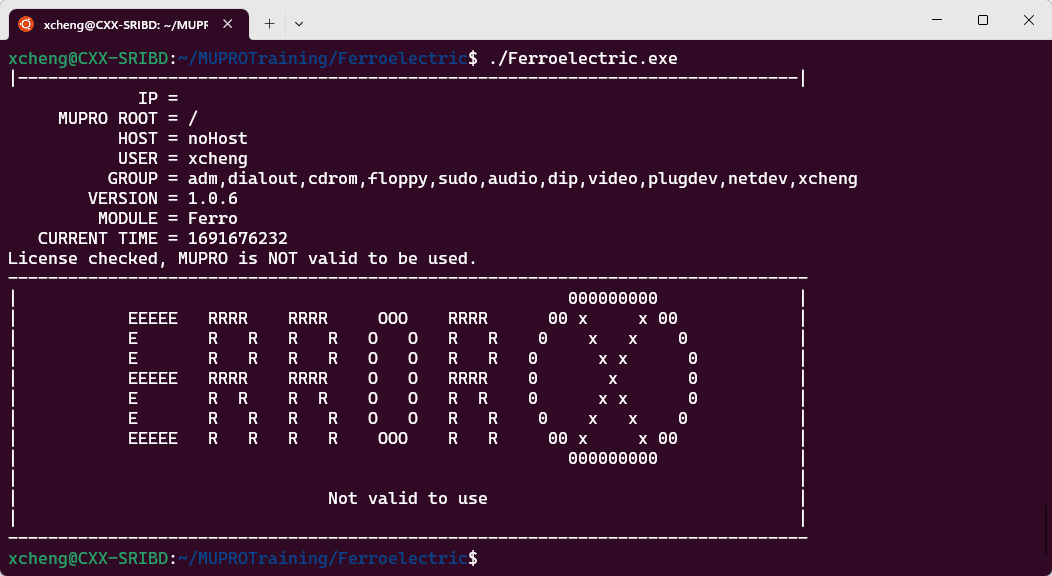 xcheng@CXX-SRIBD: ~/MUPR
xcheng@CXX-SRIBD:~/MUPROTraining/Ferroelectric$ ./Ferroelectric.exe
|------------------------------------------------------------------------------|
             IP =
     MUPRO ROOT = /
           HOST = noHost
           USER = xcheng
          GROUP = adm,dialout,cdrom,floppy,sudo,audio,dip,video,plugdev,netdev,xcheng
        VERSION = 1.0.6
         MODULE = Ferro
   CURRENT TIME = 1691676232
License checked, MUPRO is NOT valid to be used.
--------------------------------------------------------------------------------
|                                                       000000000              |
|           EEEEE   RRRR    RRRR     OOO    RRRR      00 x     x 00            |
|           E       R   R   R   R   O   O   R   R    0    x   x    0           |
|           E       R   R   R   R   O   O   R   R   0      x x      0          |
|           EEEEE   RRRR    RRRR    O   O   RRRR    0       x       0          |
|           E       R  R    R  R    O   O   R  R    0      x x      0          |
|           E       R   R   R   R   O   O   R   R    0    x   x    0           |
|           EEEEE   R   R   R   R    OOO    R   R     00 x     x 00            |
|                                                       000000000              |
|                                                                              |
|                               Not valid to use                               |
|                                                                              |
--------------------------------------------------------------------------------
xcheng@CXX-SRIBD:~/MUPROTraining/Ferroelectric$